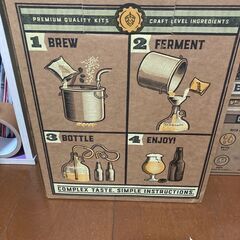 PREMIUM QUALITY KITS
CRAFT LEVEL INGREDIENTS
1 BREW
2 FERMENT
3 BOTTLE
4 ENJOY!
COMPLEX TASTE. SIMPLE INSTRUCTIONS.